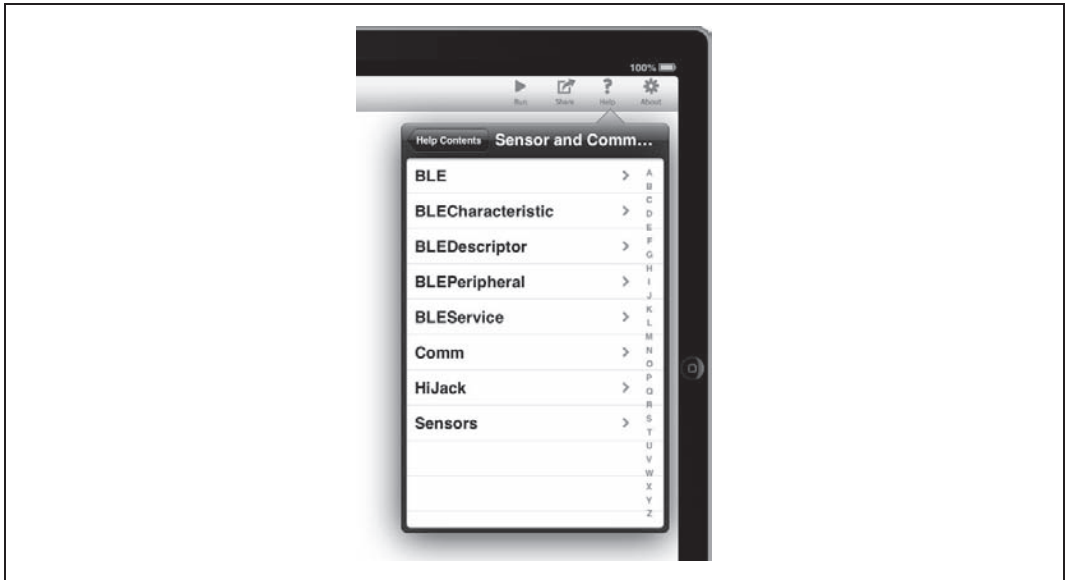 100%
Run Share Help About
Help Contents Sensor and Comm...
BLE
BLECharacteristic
BLEDescriptor
BLEPeripheral
BLEService
Comm
HiJack
Sensors
A
B
C
D
E
F
G
H
I
J
K
L
M
N
O
P
Q
R
S
T
U
V
W
X
Y
Z